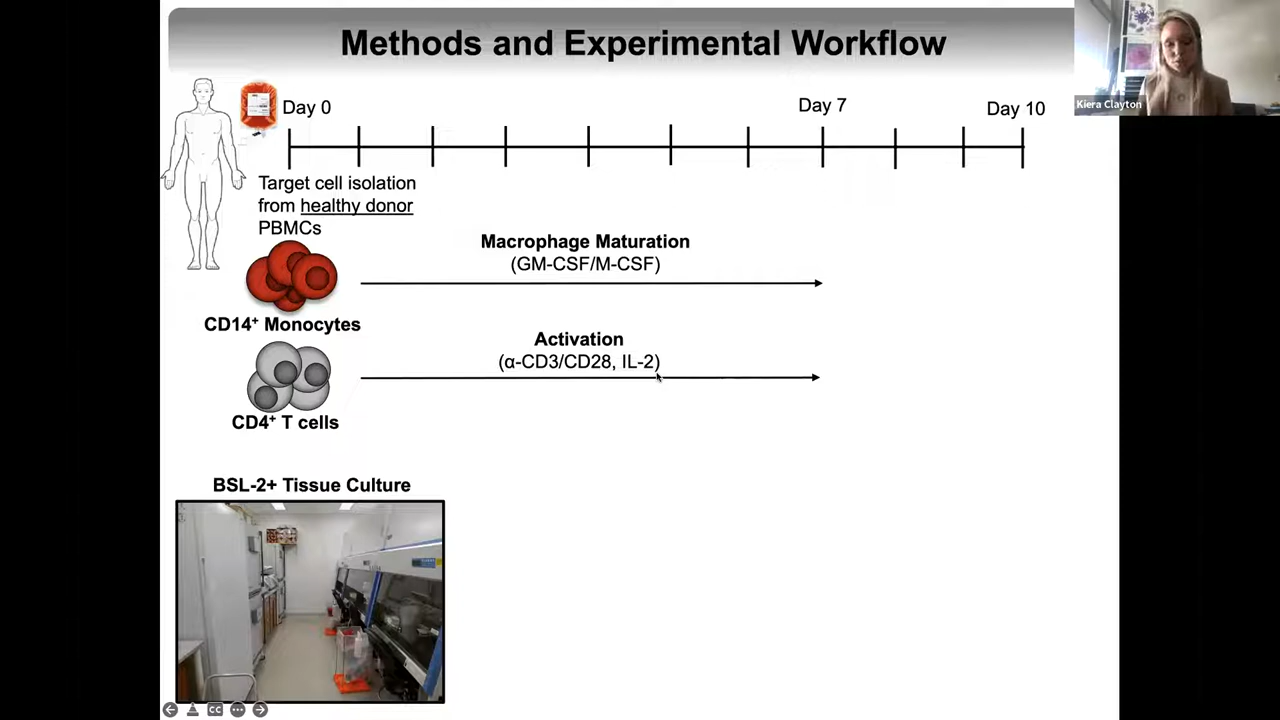 Methods and Experimental Workflow
Kiera Clayton
Day 0
Day 7
Day 10
Target cell isolation
from healthy donor
PBMCs
Macrophage Maturation
(GM-CSF/M-CSF)
CD14⁺ Monocytes
Activation
(α-CD3/CD28, IL-2)
CD4⁺ T cells
BSL-2+ Tissue Culture
CC